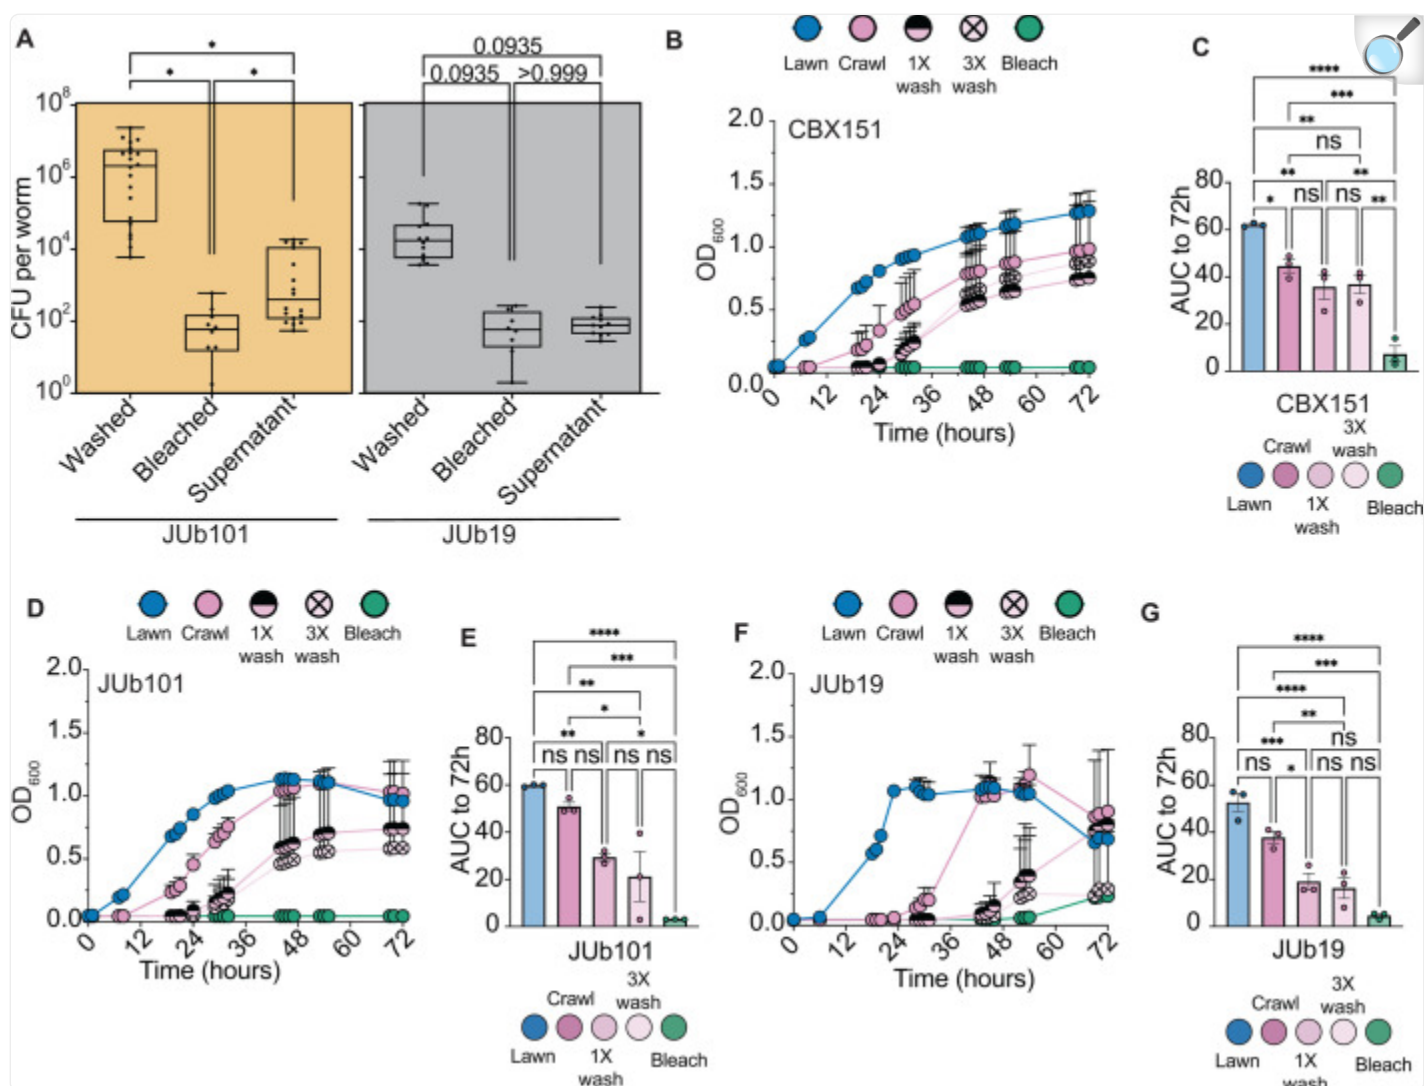 A
*
* *
0.0935
0.0935 >0.999
CFU per worm
10^8
10^6
10^4
10^2
10^0
Washed
Bleached
Supernatant
Washed
Bleached
Supernatant
JUb101
JUb19
B
Lawn Crawl 1X wash 3X wash Bleach
CBX151
OD600
2.0
1.5
1.0
0.5
0.0
0 12 24 36 48 60 72
Time (hours)
C
****
***
**
ns
** **
* ns ns **
AUC to 72h
80
60
40
20
0
CBX151
Lawn Crawl 1X wash 3X wash Bleach
D
Lawn Crawl 1X wash 3X wash Bleach
JUb101
OD600
2.0
1.5
1.0
0.5
0.0
0 12 24 36 48 60 72
Time (hours)
E
****
***
**
*
** *
ns ns ns ns
AUC to 72h
80
60
40
20
0
JUb101
Lawn Crawl 1X wash 3X wash Bleach
F
Lawn Crawl 1X wash 3X wash Bleach
JUb19
OD600
2.0
1.5
1.0
0.5
0.0
0 12 24 36 48 60 72
Time (hours)
G
****
***
****
**
*** ns
ns * ns ns
AUC to 72h
80
60
40
20
0
JUb19
Lawn Crawl 1X wash 3X wash Bleach